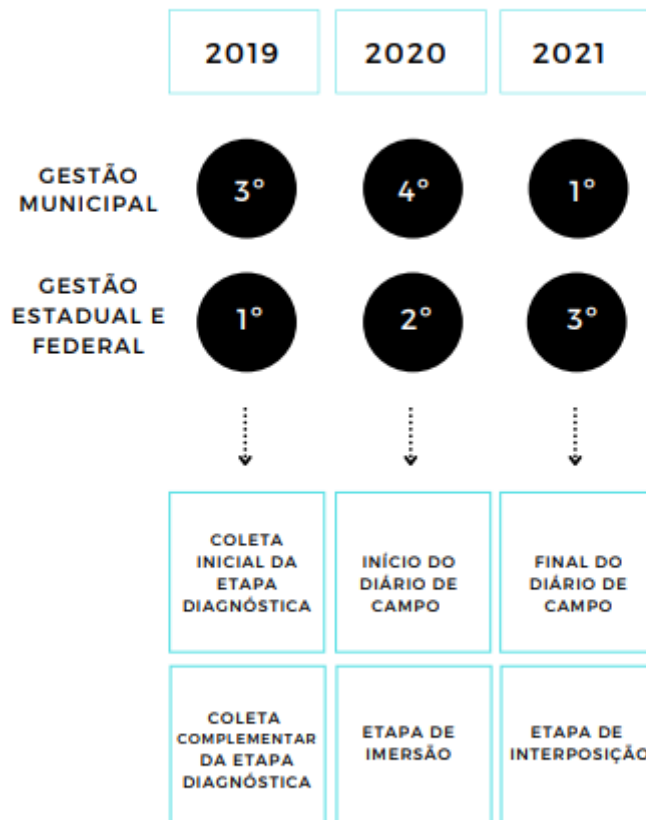 2019 2020 2021
GESTÃO
MUNICIPAL
3º 4º 1º
GESTÃO
ESTADUAL E
FEDERAL
1º 2º 3º
COLETA
INICIAL DA
ETAPA
DIAGNÓSTICA
INÍCIO DO
DIÁRIO DE
CAMPO
FINAL DO
DIÁRIO DE
CAMPO
COLETA
COMPLEMENTAR
DA ETAPA
DIAGNÓSTICA
ETAPA DE
IMERSÃO
ETAPA DE
INTERPOSIÇÃO